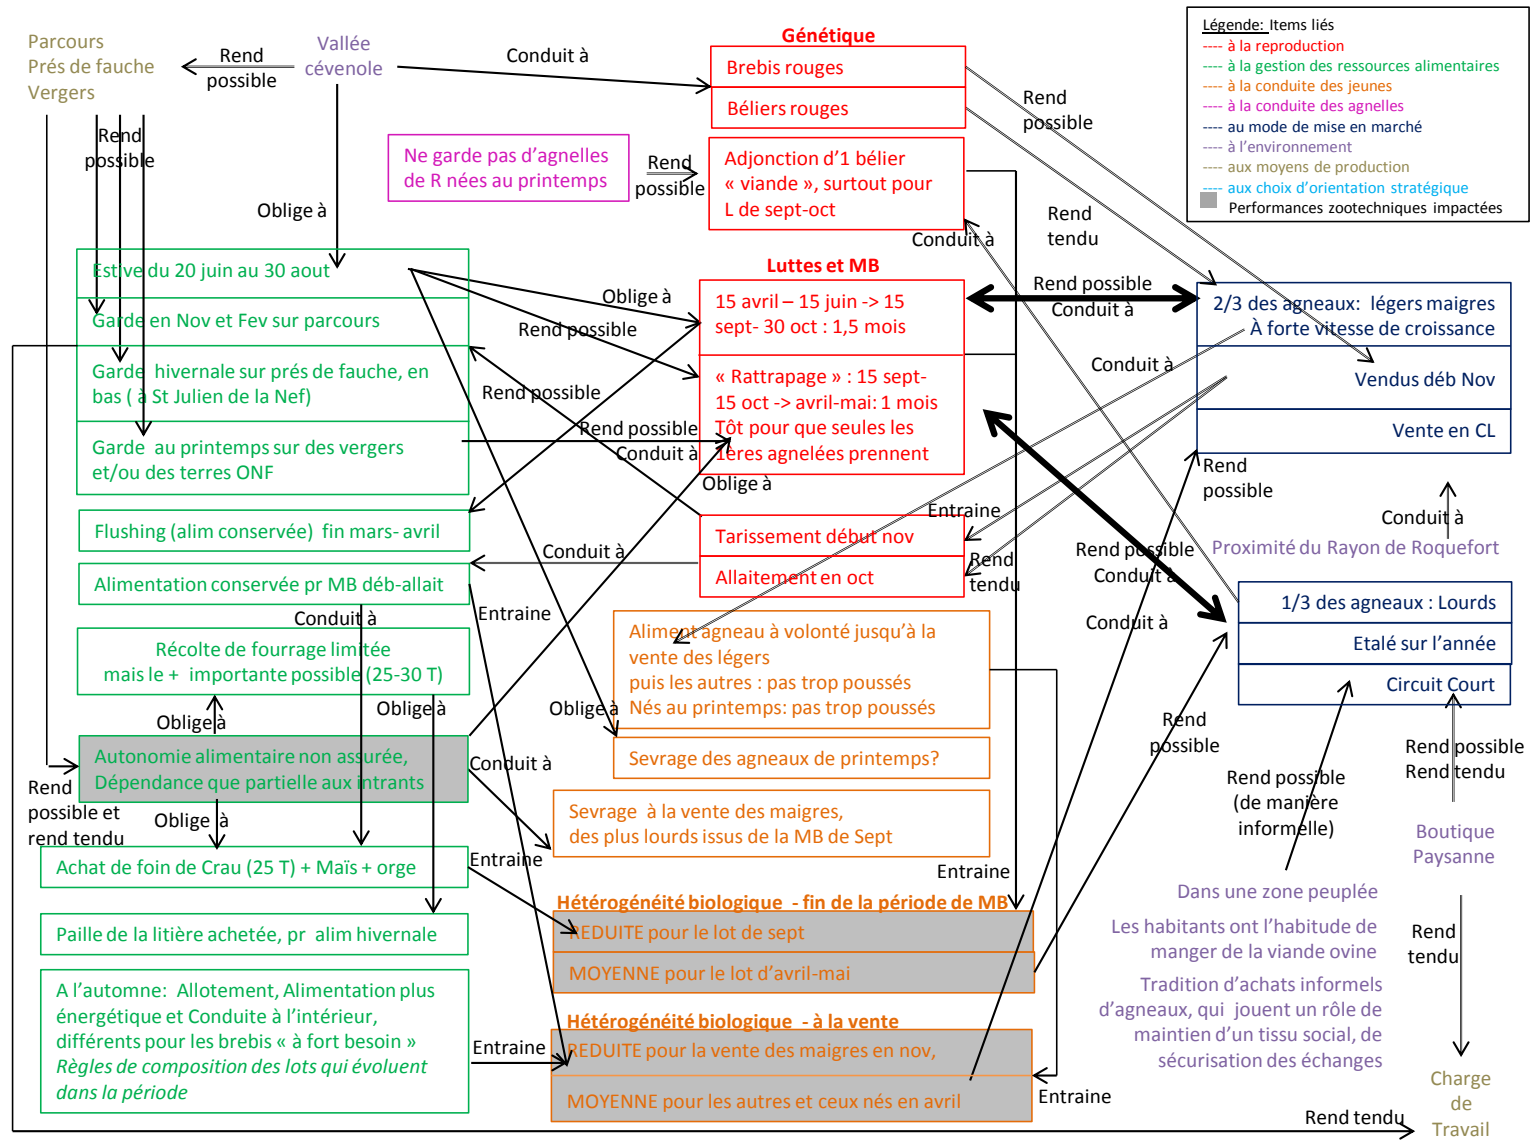 Légende: Items liés
---- à la reproduction
---- à la gestion des ressources alimentaires
---- à la conduite des jeunes
---- à la conduite des agnelles
---- au mode de mise en marché
---- à l'environnement
---- aux moyens de production
---- aux choix d'orientation stratégique
Performances zootechniques impactées
Parcours
Prés de fauche
Vergers
Rend
possible
Vallée
cévenole
Conduit à
Génétique
Brebis rouges
Béliers rouges
Rend
possible
Rend
possible
Ne garde pas d'agnelles
de R nées au printemps
Rend
possible
Adjonction d'1 bélier
« viande », surtout pour
L de sept-oct
Oblige à
Conduit à
Rend
tendu
Estive du 20 juin au 30 aout
Garde en Nov et Fev sur parcours
Garde hivernale sur prés de fauche, en
bas ( à St Julien de la Nef)
Garde au printemps sur des vergers
et/ou des terres ONF
Luttes et MB
15 avril – 15 juin -> 15
sept- 30 oct : 1,5 mois
« Rattrapage » : 15 sept-
15 oct -> avril-mai: 1 mois
Tôt pour que seules les
1ères agnelées prennent
Oblige à
Rend possible
Rend possible
Rend possible
Conduit à
Oblige à
Rend possible
Conduit à
Conduit à
2/3 des agneaux: légers maigres
À forte vitesse de croissance
Vendus déb Nov
Vente en CL
Rend
possible
Flushing (alim conservée) fin mars- avril
Alimentation conservée pr MB déb-allait
Conduit à
Tarissement début nov
Allaitement en oct
Entraine
Rend
tendu
Rend possible
Conduit à
Conduit à
Conduit à
Proximité du Rayon de Roquefort
1/3 des agneaux : Lourds
Etalé sur l'année
Circuit Court
Conduit à
Entraine
Récolte de fourrage limitée
mais le + importante possible (25-30 T)
Aliment agneau à volonté jusqu'à la
vente des légers
puis les autres : pas trop poussés
Nés au printemps: pas trop poussés
Oblige à
Oblige à
Oblige à
Autonomie alimentaire non assurée,
Dépendance que partielle aux intrants
Conduit à
Sevrage des agneaux de printemps?
Rend
possible
Rend possible
(de manière
informelle)
Rend possible
Rend tendu
Rend
possible et
rend tendu
Oblige à
Sevrage à la vente des maigres,
des plus lourds issus de la MB de Sept
Boutique
Paysanne
Achat de foin de Crau (25 T) + Maïs + orge
Entraine
Entraine
Hétérogénéité biologique - fin de la période de MB
REDUITE pour le lot de sept
MOYENNE pour le lot d'avril-mai
Dans une zone peuplée
Les habitants ont l'habitude de
manger de la viande ovine
Tradition d'achats informels
d'agneaux, qui jouent un rôle de
maintien d'un tissu social, de
sécurisation des échanges
Rend
tendu
Paille de la litière achetée, pr alim hivernale
A l'automne: Allotement, Alimentation plus
énergétique et Conduite à l'intérieur,
différents pour les brebis « à fort besoin »
Règles de composition des lots qui évoluent
dans la période
Entraine
Hétérogénéité biologique - à la vente
REDUITE pour la vente des maigres en nov,
MOYENNE pour les autres et ceux nés en avril
Entraine
Rend tendu
Charge
de
Travail